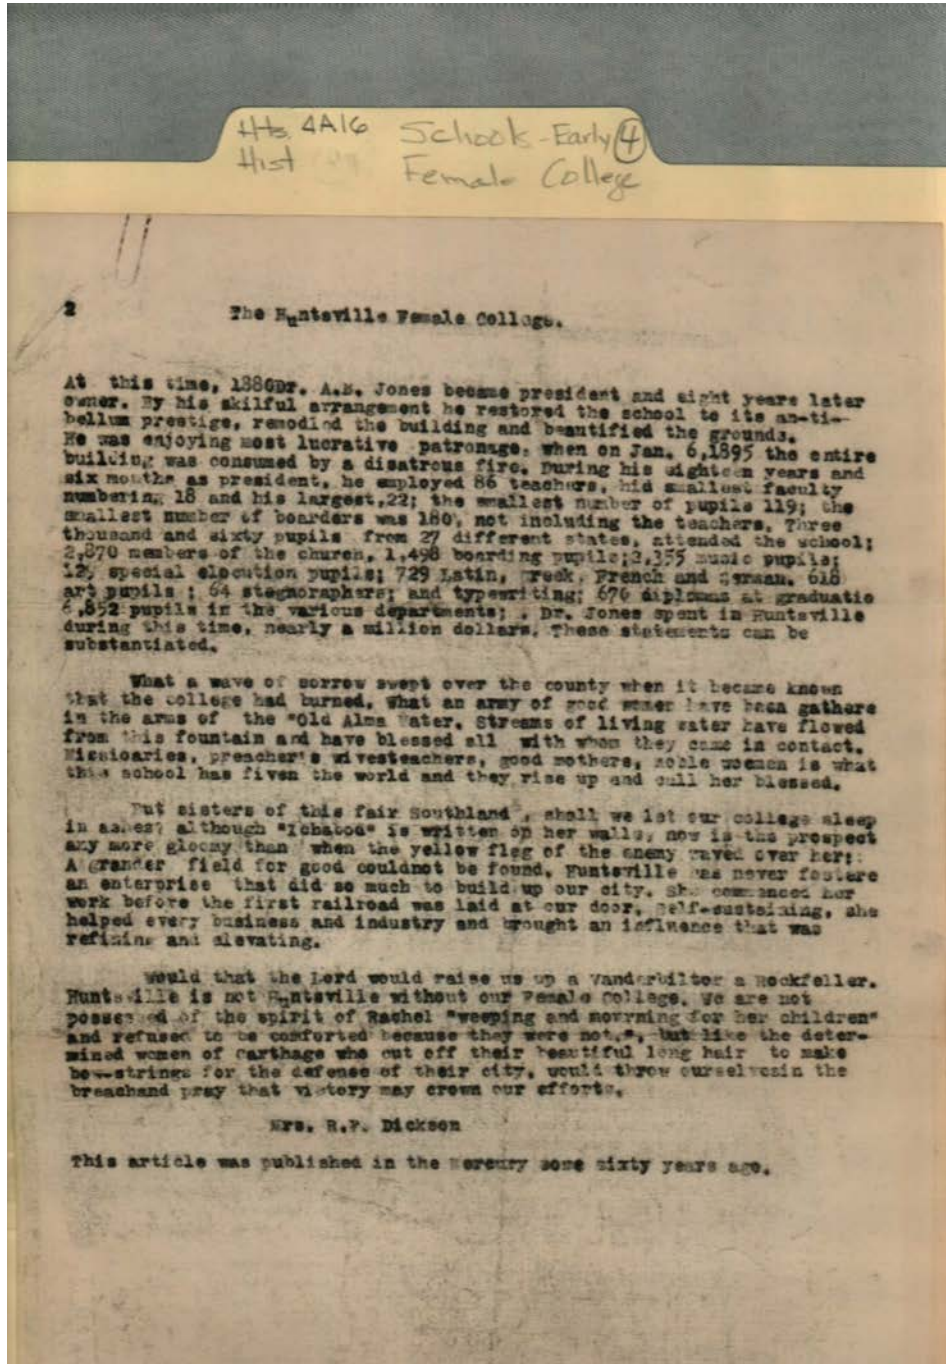 Hts. 4A16 Schools - Early 4
Hist Female College
2 The Huntsville Female College.
At this time, 1880Dr. A.B. Jones became president and eight years later
owner. By his skilful arrangement he restored the school to its an-ti-
bellum prestige, remodled the building and beautified the grounds.
He was enjoying most lucrative patronage, when on Jan. 6,1895 the entire
building was consumed by a disatrous fire. During his eighteen years and
six months as president, he employed 86 teachers, hid smallest faculty
numbering 18 and his largest,22; the smallest number of pupils 119; the
smallest number of boarders was 180, not including the teachers. Three
thousand and sixty pupils from 27 different states, attended the school;
2,870 members of the church, 1,498 boarding pupils;2,355 music pupils;
special elocution pupils; 729 Latin, Greek, French and German. 618
art pupils ; 64 stegnoraphers; and typewriting; 676 diplomas at graduatio
6,852 pupils in the various departments; . Dr. Jones spent in Huntsville
during this time, nearly a million dollars. These statements can be
substantiated.
What a wave of sorrow swept over the county when it became known
that the college had burned. What an army of good women have been gathere
in the arms of the "Old Alma Water. Streams of living water have flowed
from this fountain and have blessed all with whom they came in contact.
Missioaries, preacher's wivesteachers, good mothers, noble women is what
this school has fiven the world and they rise up and call her blessed.
But sisters of this fair Southland , shall we let our college sleep
in ashes? although "Ichabod" is written on her walls, now is the prospect
any more gloomy than when the yellow flag of the enemy waved over her:
A grander field for good couldnot be found. Huntsville has never fostere
an enterprise that did so much to build up our city. She commenced her
work before the first railroad was laid at our door. Self-sustaining, she
helped every business and industry and brought an influence that was
refining and elevating.
Would that the Lord would raise us up a Vanderbiltor a Rockfeller.
Huntsville is not Huntsville without our Female College. We are not
possessed of the spirit of Rachel "weeping and mourning for her children"
and refused to be comforted because they were not.", but like the deter-
mined women of Carthage who cut off their beautiful long hair to make
bow-strings for the defense of their city, would throw ourselvesin the
breachand pray that victory may crown our efforts.
Mrs. R.P. Dickson
This article was published in the Mercury some sixty years ago.